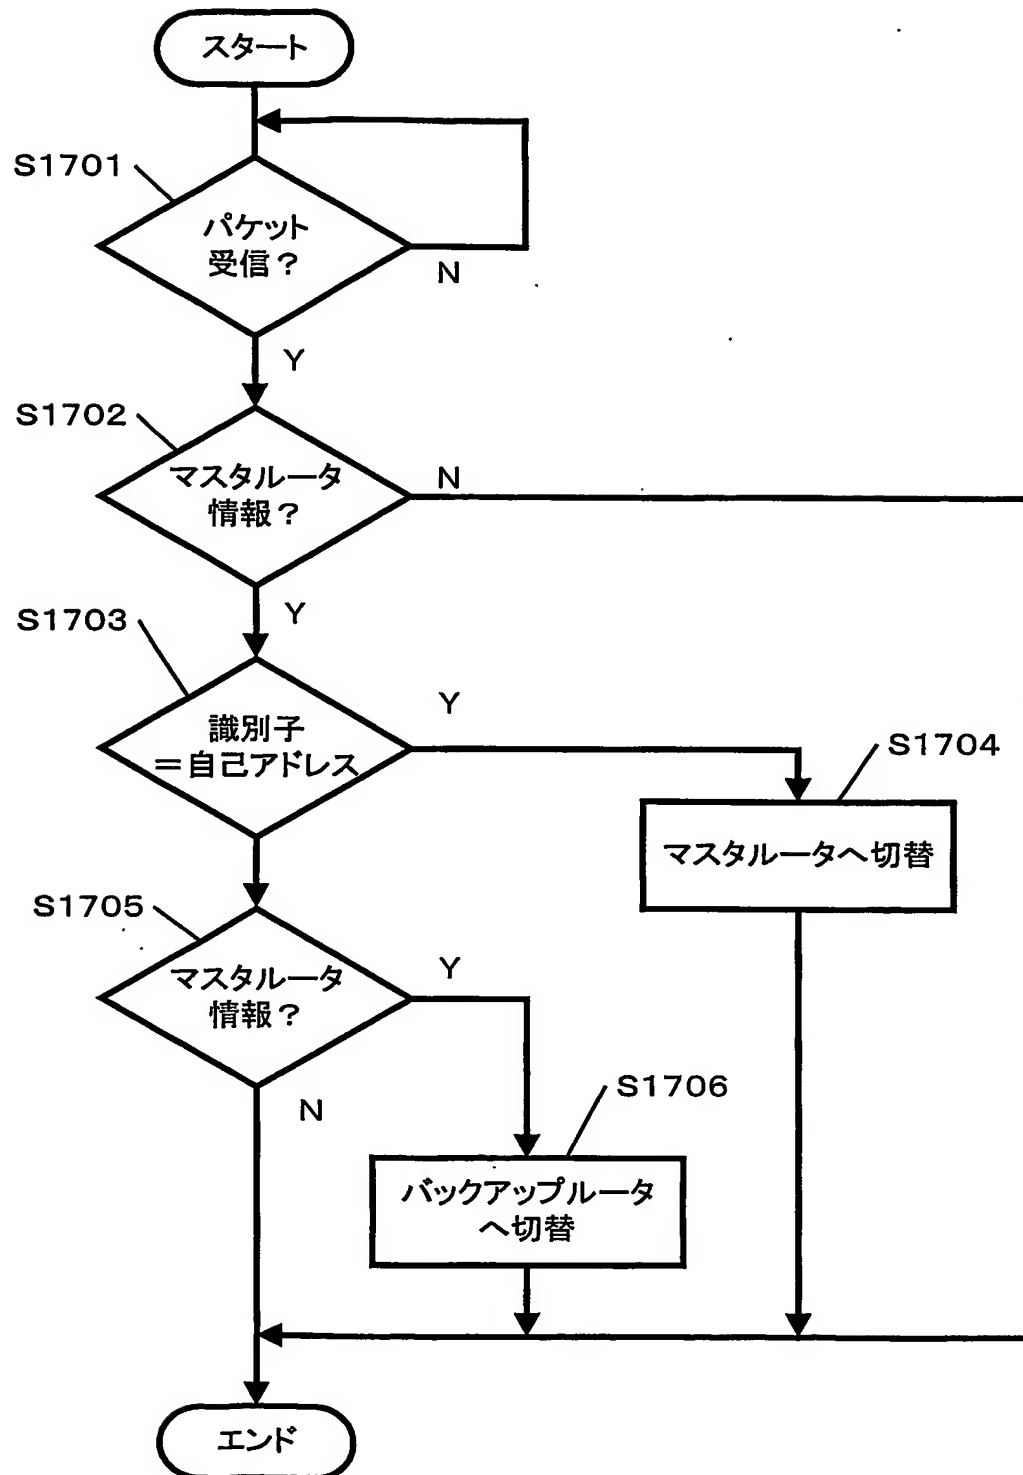 スタート
S1701
パケット
受信?
N
Y
S1702
マスタルータ
情報?
N
Y
S1703
識別子
=自己アドレス
Y
S1704
マスタルータへ切替
S1705
マスタルータ
情報?
Y
N
S1706
バックアップルータ
へ切替
エンド